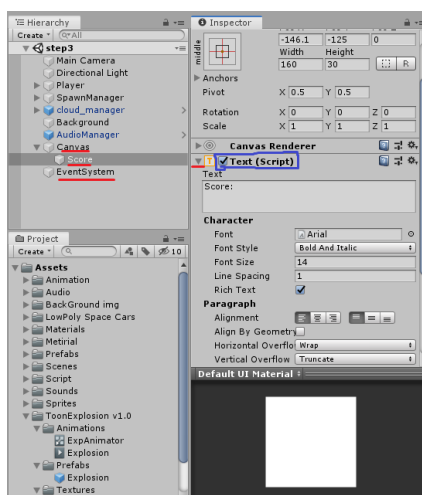 Hierarchy
Create
Q*All
step3
Main Camera
Directional Light
Player
SpawnManager
cloud_manager
Background
AudioManager
Canvas
Score
EventSystem
Project
Create
10
Assets
Animation
Audio
BackGround img
LowPoly Space Cars
Materials
Metirial
Prefabs
Scenes
Script
Sounds
Sprites
ToonExplosion v1.0
Animations
ExpAnimator
Explosion
Prefabs
Explosion
Textures
Inspector
middle
-146.1 -125 0
Width Height
160 30 R
Anchors
Pivot X 0.5 Y 0.5
Rotation X 0 Y 0 Z 0
Scale X 1 Y 1 Z 1
Canvas Renderer
Text (Script)
Text
Score:
Character
Font Arial
Font Style Bold And Italic
Font Size 14
Line Spacing 1
Rich Text
Paragraph
Alignment
Align By Geometry
Horizontal Overflo Wrap
Vertical Overflow Truncate
Default UI Material